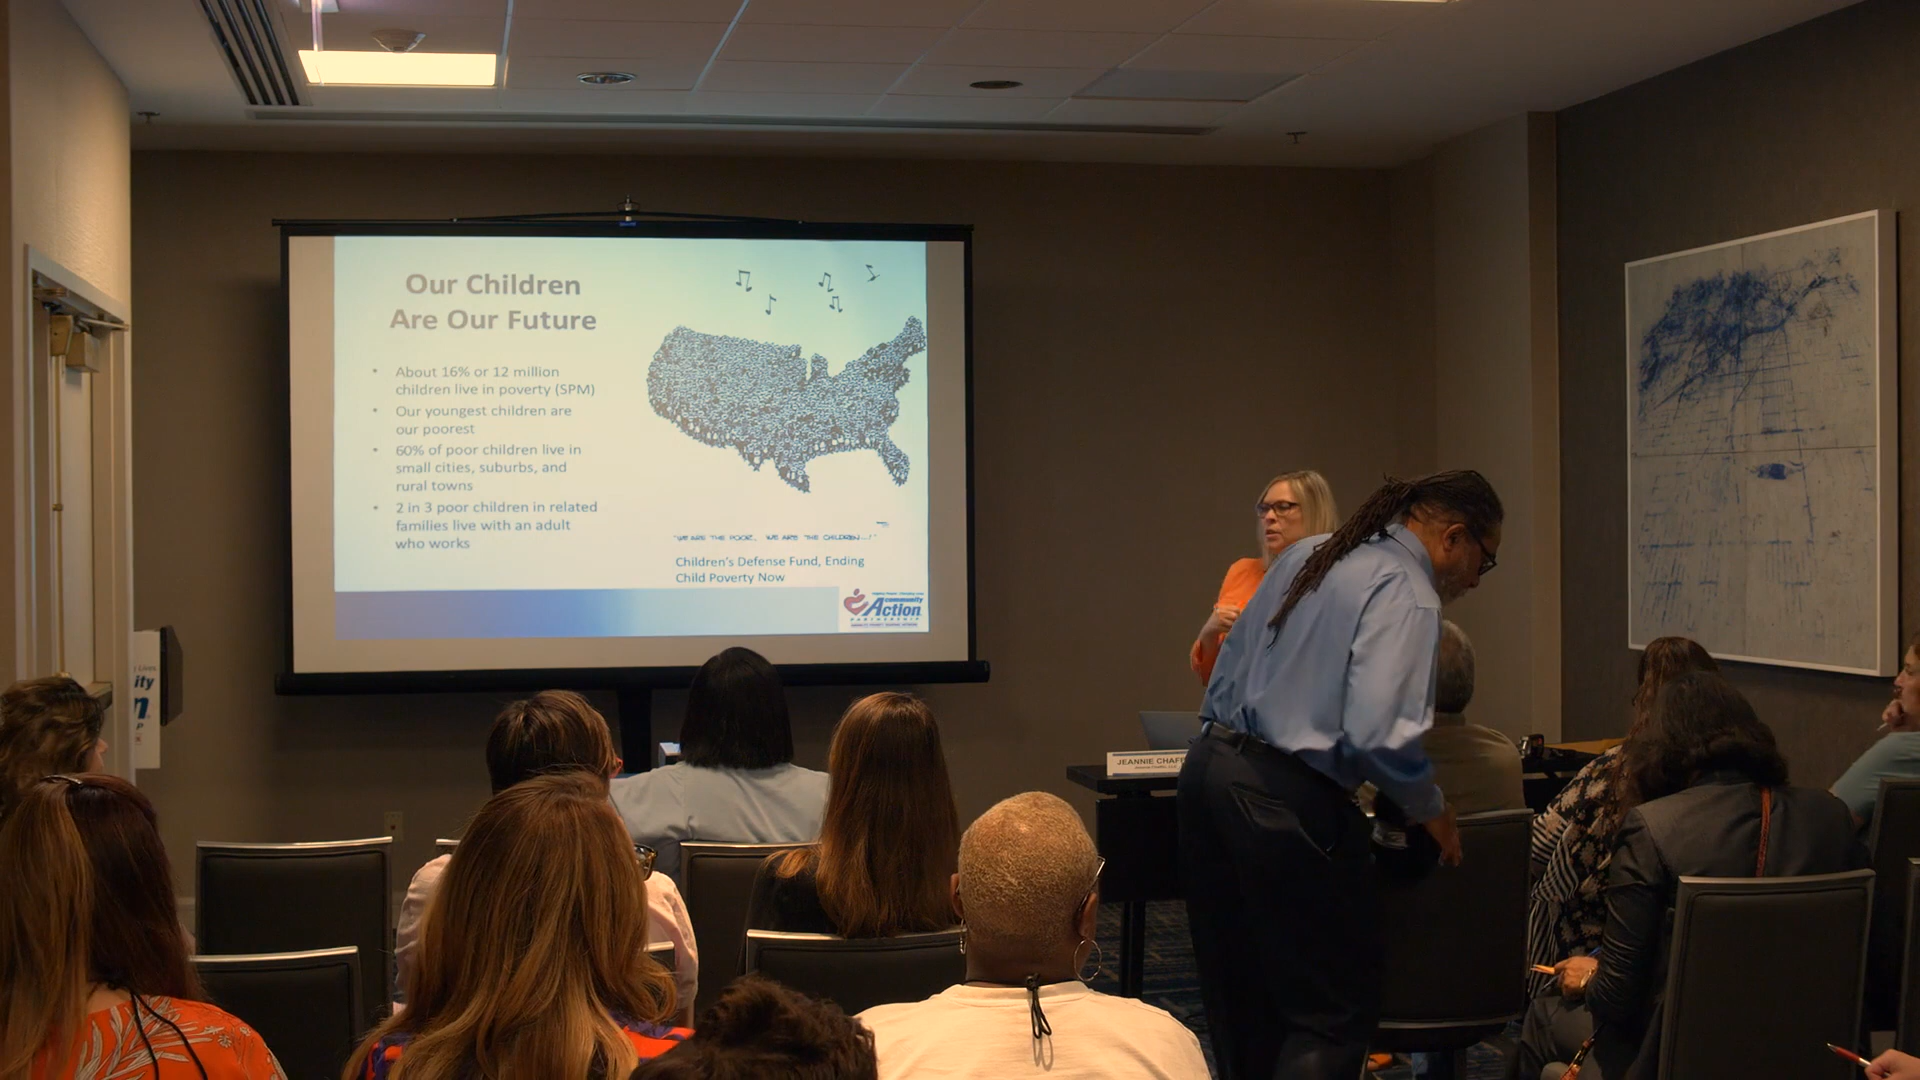 Our Children
Are Our Future
• About 16% or 12 million
children live in poverty (SPM)
• Our youngest children are
our poorest
• 60% of poor children live in
small cities, suburbs, and
rural towns
• 2 in 3 poor children in related
families live with an adult
who works
"WE ARE THE POOR.. WE ARE THE CHILDREN...!"
Children's Defense Fund, Ending
Child Poverty Now
community
Action
PARTNERSHIP
JEANNIE CHAFF
Lives
ity
n
P